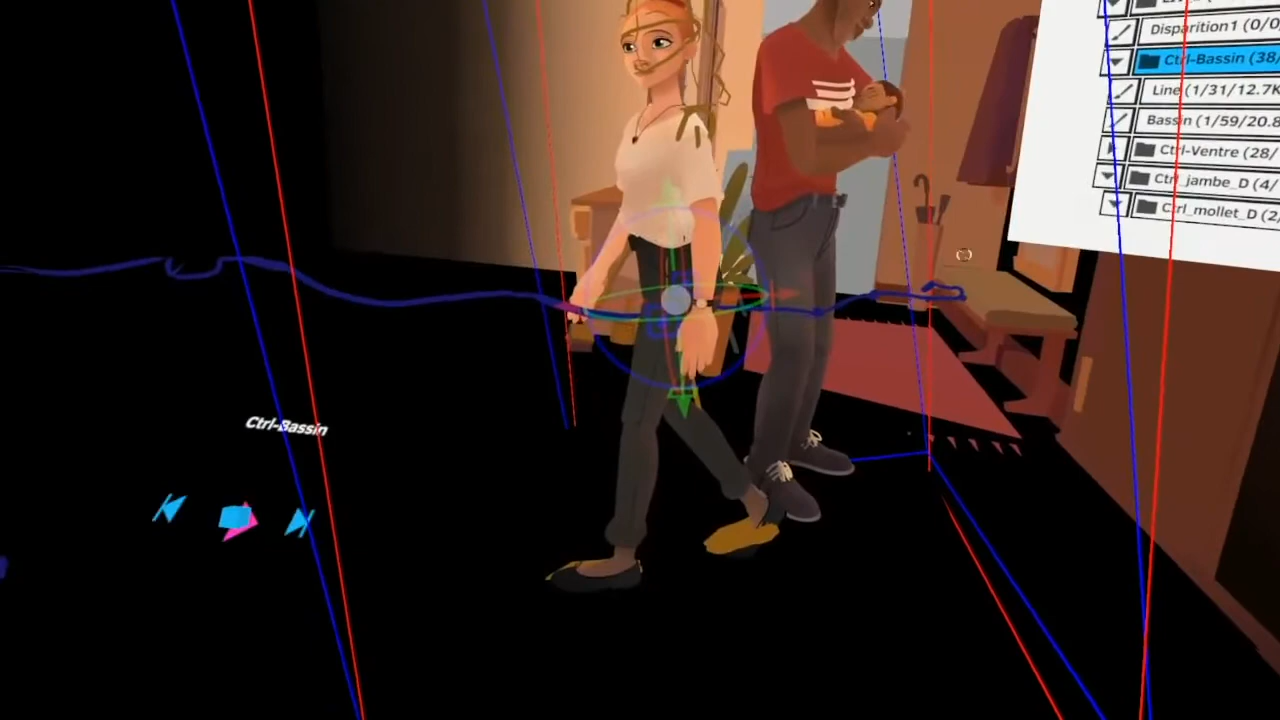 Disparition1 (0/0
Ctrl-Bassin (38/
Line (1/31/12.7K
Bassin (1/59/20.8
Ctrl-Ventre (28/
Ctrl_jambe_D (4/
Ctrl_mollet_D (2/
Ctrl-Bassin